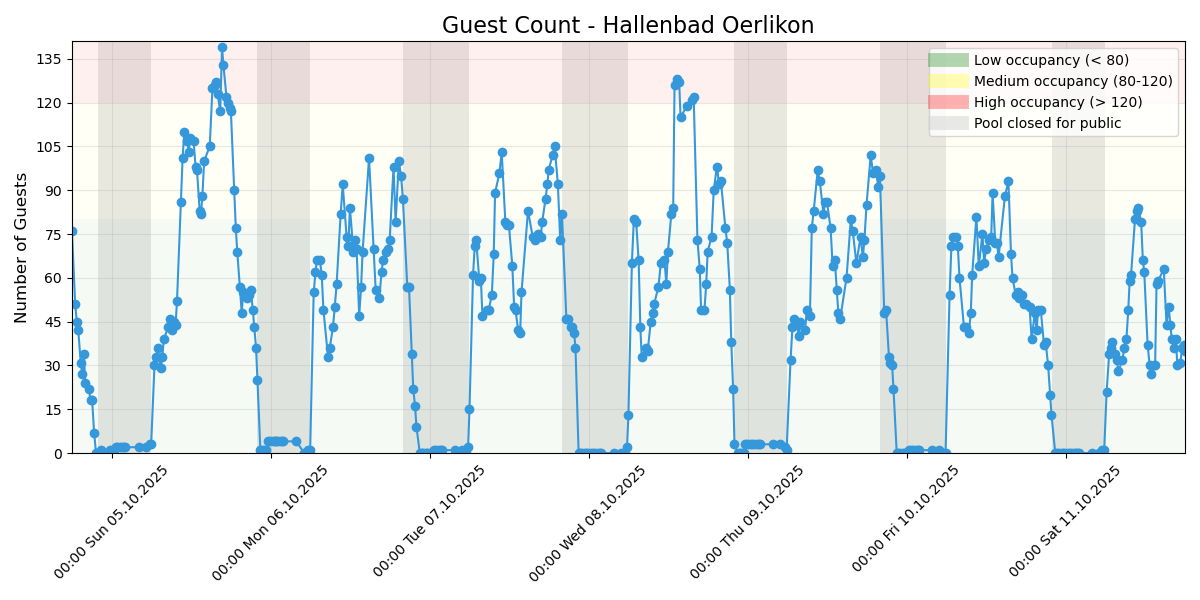 Guest Count - Hallenbad Oerlikon
Number of Guests
135
120
105
90
75
60
45
30
15
0
Low occupancy (< 80)
Medium occupancy (80-120)
High occupancy (> 120)
Pool closed for public
00:00 Sun 05.10.2025
00:00 Mon 06.10.2025
00:00 Tue 07.10.2025
00:00 Wed 08.10.2025
00:00 Thu 09.10.2025
00:00 Fri 10.10.2025
00:00 Sat 11.10.2025